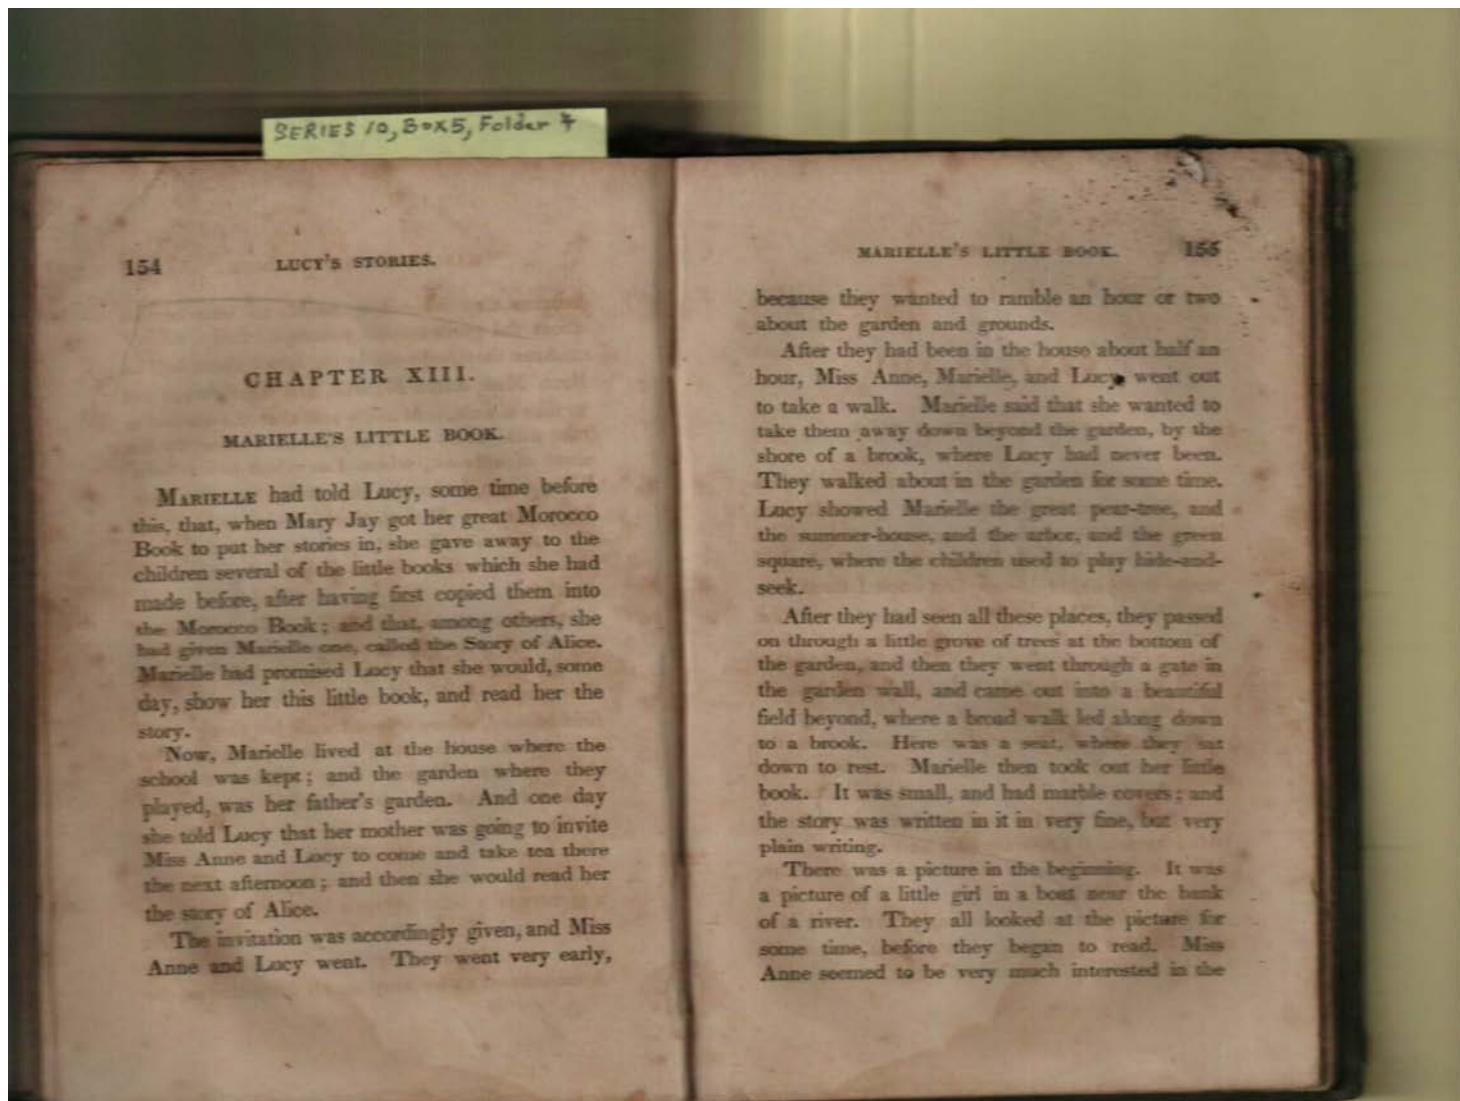 SERIES 10, BOX5, Folder 4
154 LUCY'S STORIES.
CHAPTER XIII.
MARIELLE'S LITTLE BOOK.
MARIELLE had told Lucy, some time before
this, that, when Mary Jay got her great Morocco
Book to put her stories in, she gave away to the
children several of the little books which she had
made before, after having first copied them into
the Morocco Book; and that, among others, she
had given Marielle one, called the Story of Alice.
Marielle had promised Lucy that she would, some
day, show her this little book, and read her the
story.
Now, Marielle lived at the house where the
school was kept; and the garden where they
played, was her father's garden. And one day
she told Lucy that her mother was going to invite
Miss Anne and Lucy to come and take tea there
the next afternoon; and then she would read her
the story of Alice.
The invitation was accordingly given, and Miss
Anne and Lucy went. They went very early,
MARIELLE'S LITTLE BOOK. 155
because they wanted to ramble an hour or two
about the garden and grounds.
After they had been in the house about half an
hour, Miss Anne, Marielle, and Lucy went out
to take a walk. Marielle said that she wanted to
take them away down beyond the garden, by the
shore of a brook, where Lucy had never been.
They walked about in the garden for some time.
Lucy showed Marielle the great pear-tree, and
the summer-house, and the arbor, and the green
square, where the children used to play hide-and-
seek.
After they had seen all these places, they passed
on through a little grove of trees at the bottom of
the garden, and then they went through a gate in
the garden wall, and came out into a beautiful
field beyond, where a broad walk led along down
to a brook. Here was a seat, where they sat
down to rest. Marielle then took out her little
book. It was small, and had marble covers; and
the story was written in it in very fine, but very
plain writing.
There was a picture in the beginning. It was
a picture of a little girl in a boat near the bank
of a river. They all looked at the picture for
some time, before they began to read. Miss
Anne seemed to be very much interested in the